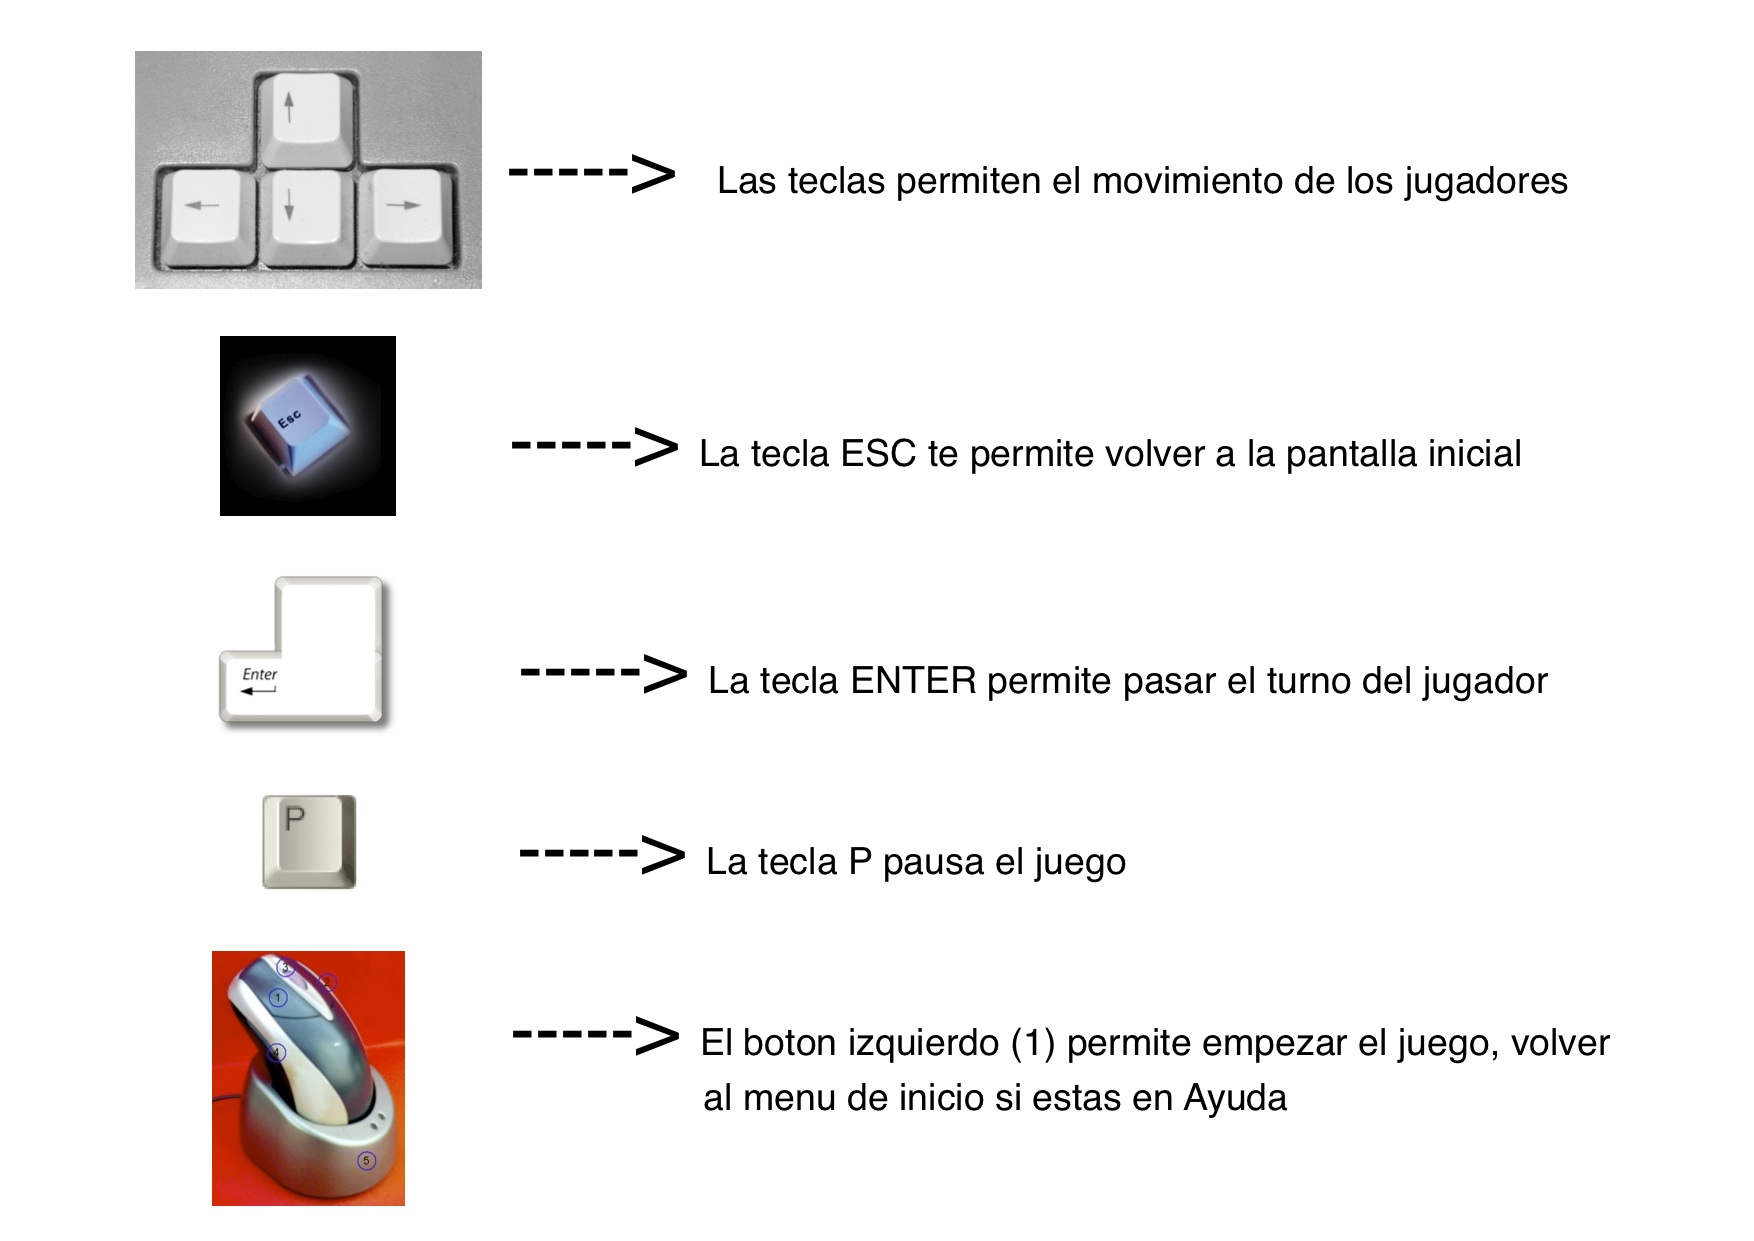 -----> Las teclas permiten el movimiento de los jugadores
Esc
-----> La tecla ESC te permite volver a la pantalla inicial
Enter
-----> La tecla ENTER permite pasar el turno del jugador
P
-----> La tecla P pausa el juego
3
2
1
4
-----> El boton izquierdo (1) permite empezar el juego, volver
al menu de inicio si estas en Ayuda
5